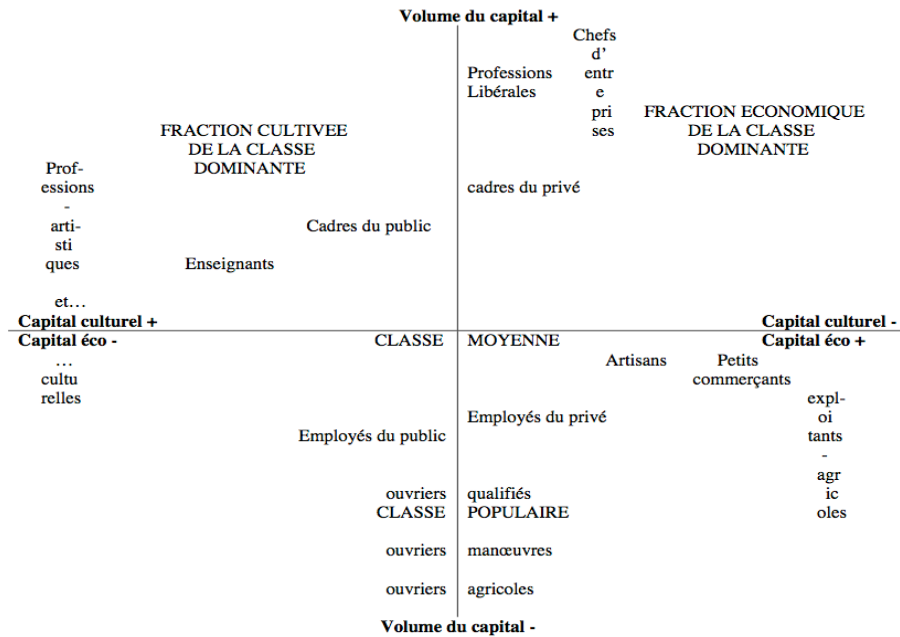 Volume du capital +
Chefs
d’
Professions entr
Libérales e
pri FRACTION ECONOMIQUE
FRACTION CULTIVEE ses DE LA CLASSE
DE LA CLASSE DOMINANTE
Prof- DOMINANTE
essions cadres du privé
-
arti- Cadres du public
sti
ques Enseignants
et…
Capital culturel + Capital culturel -
Capital éco - CLASSE MOYENNE Capital éco +
… Artisans Petits
cultu commerçants
relles expl-
Employés du privé oi
Employés du public tants
-
agr
ouvriers qualifiés ic
CLASSE POPULAIRE oles
ouvriers manœuvres
ouvriers agricoles
Volume du capital -